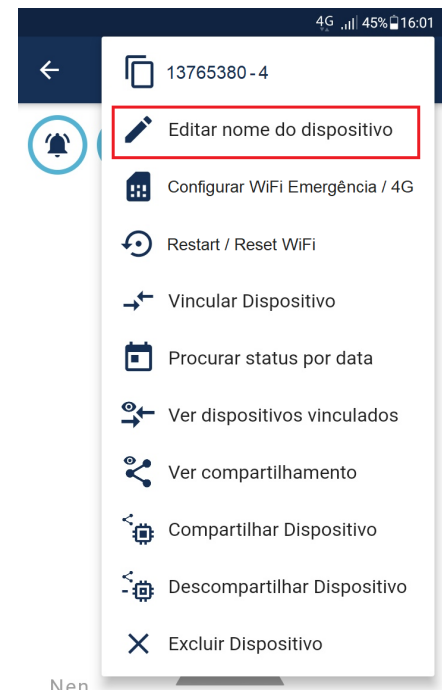 4G 45% 16:01
13765380-4
Editar nome do dispositivo
Configurar WiFi Emergência / 4G
Restart / Reset WiFi
Vincular Dispositivo
Procurar status por data
Ver dispositivos vinculados
Ver compartilhamento
Compartilhar Dispositivo
Descompartilhar Dispositivo
Excluir Dispositivo
Nen